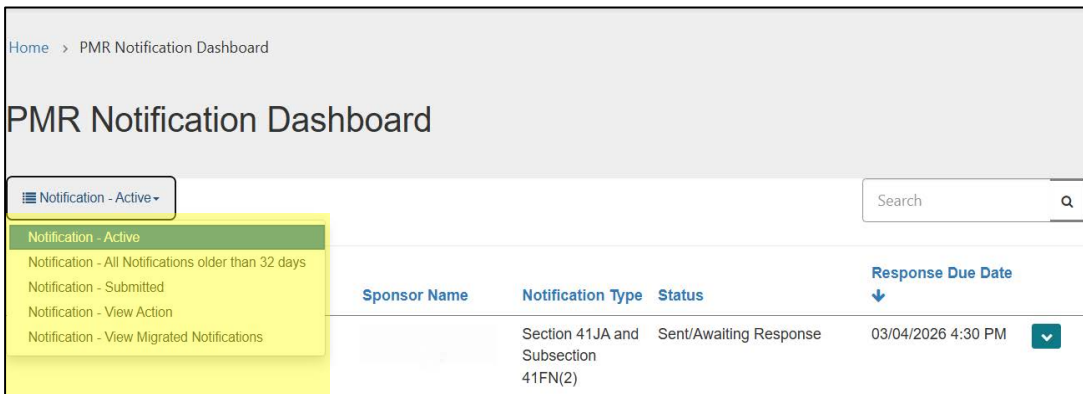 Home > PMR Notification Dashboard
PMR Notification Dashboard
Notification - Active
Search
Notification - Active
Notification - All Notifications older than 32 days
Notification - Submitted
Notification - View Action
Notification - View Migrated Notifications
Sponsor Name
Notification Type
Status
Response Due Date
Section 41JA and
Subsection
41FN(2)
Sent/Awaiting Response
03/04/2026 4:30 PM